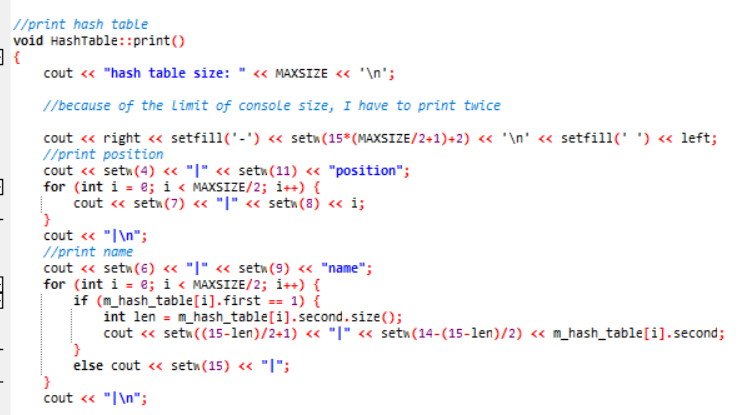 //print hash table
void HashTable::print()
{
    cout << "hash table size: " << MAXSIZE << '\n';

    //because of the limit of console size, I have to print twice

    cout << right << setfill('-') << setw(15*(MAXSIZE/2+1)+2) << '\n' << setfill(' ') << left;
    //print position
    cout << setw(4) << "|" << setw(11) << "position";
    for (int i = 0; i < MAXSIZE/2; i++) {
        cout << setw(7) << "|" << setw(8) << i;
    }
    cout << "|\n";
    //print name
    cout << setw(6) << "|" << setw(9) << "name";
    for (int i = 0; i < MAXSIZE/2; i++) {
        if (m_hash_table[i].first == 1) {
            int len = m_hash_table[i].second.size();
            cout << setw((15-len)/2+1) << "|" << setw(14-(15-len)/2) << m_hash_table[i].second;
        }
        else cout << setw(15) << "|";
    }
    cout << "|\n";